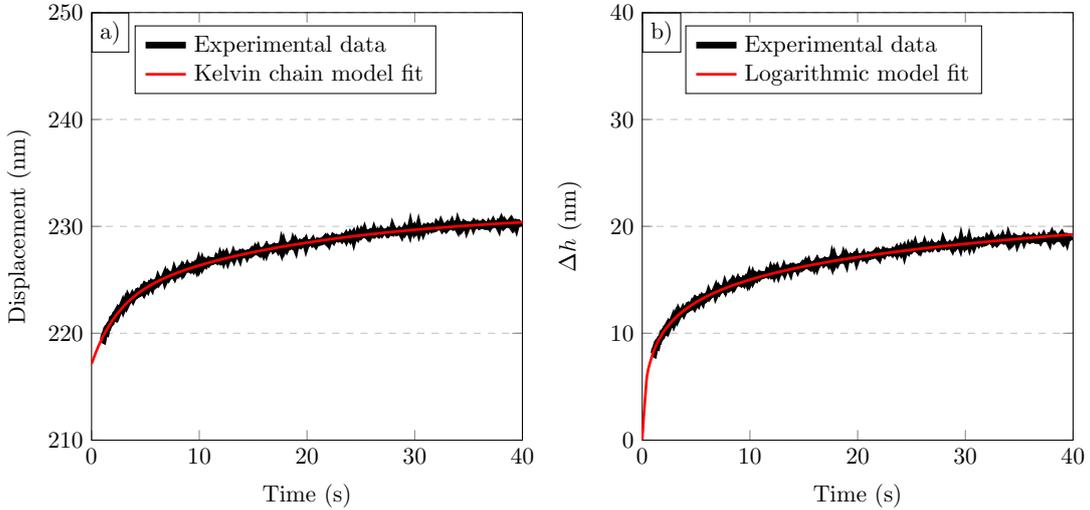 a)
Experimental data
Kelvin chain model fit
250
240
230
220
210
0 10 20 30 40
Displacement (nm)
Time (s)
b)
Experimental data
Logarithmic model fit
40
30
20
10
0
0 10 20 30 40
Δh (nm)
Time (s)